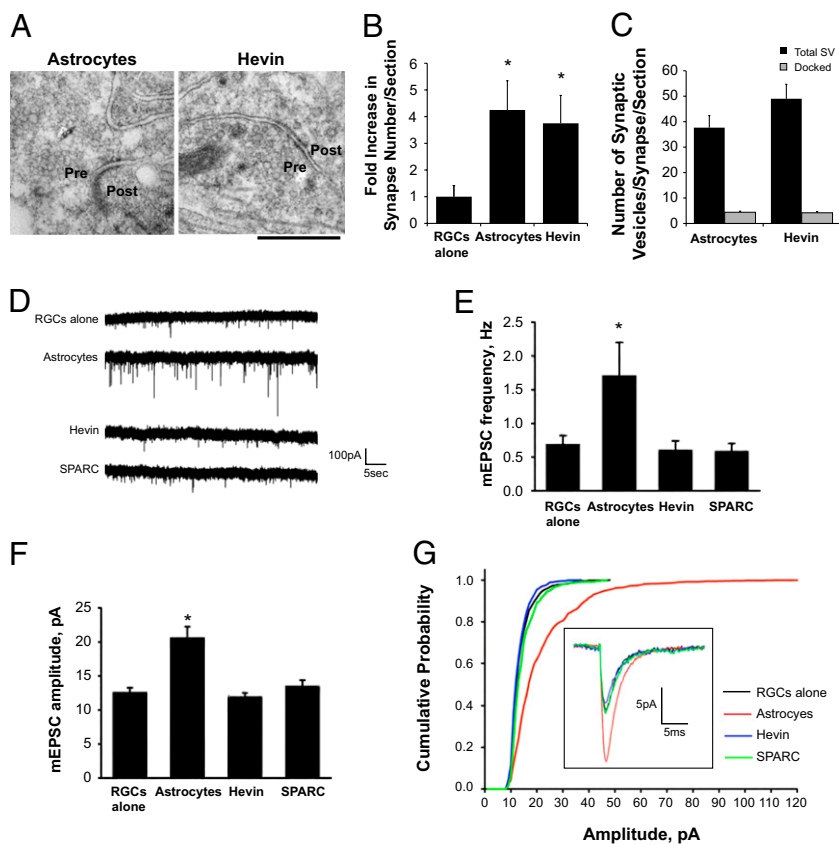 A
Astrocytes
Hevin
Pre
Post
Pre
Post
B
Fold Increase in
Synapse Number/Section
6
5
4
3
2
1
0
*
*
RGCs
alone
Astrocytes
Hevin
C
Number of Synaptic
Vesicles/Synapse/Section
Total SV
Docked
60
50
40
30
20
10
0
Astrocytes
Hevin
D
RGCs alone
Astrocytes
Hevin
SPARC
100pA
5sec
E
mEPSC frequency, Hz
2.5
2.0
1.5
1.0
0.5
0.0
*
RGCs
alone
Astrocytes
Hevin
SPARC
F
mEPSC amplitude, pA
25
20
15
10
5
0
*
RGCs
alone
Astrocytes
Hevin
SPARC
G
Cumulative Probability
1.0
0.8
0.6
0.4
0.2
0.0
5pA
5ms
RGCs alone
Astrocyes
Hevin
SPARC
0 10 20 30 40 50 60 70 80 90 100 110 120
Amplitude, pA